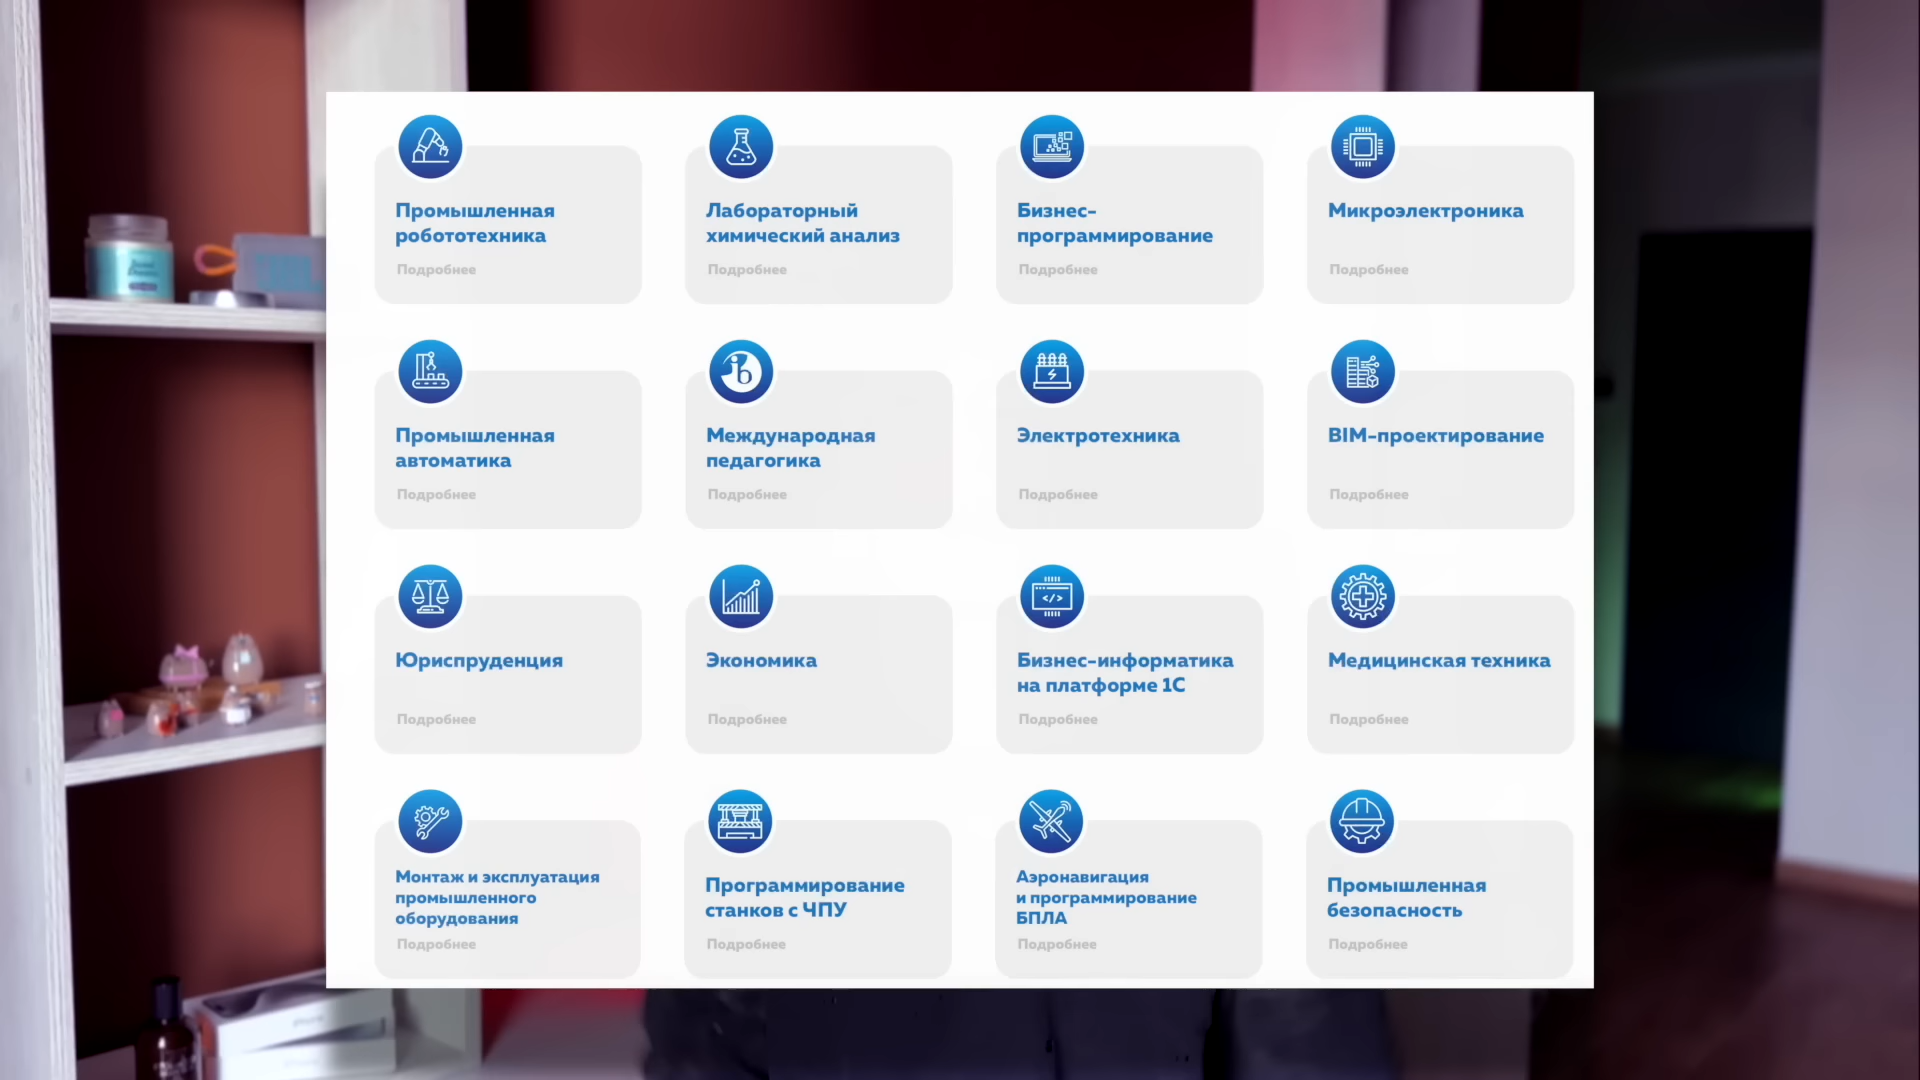 Промышленная
робототехника
Подробнее
Лабораторный
химический анализ
Подробнее
Бизнес-
программирование
Подробнее
Микроэлектроника
Подробнее
Промышленная
автоматика
Подробнее
Международная
педагогика
Подробнее
Электротехника
Подробнее
BIM-проектирование
Подробнее
Юриспруденция
Подробнее
Экономика
Подробнее
Бизнес-информатика
на платформе 1С
Подробнее
Медицинская техника
Подробнее
Монтаж и эксплуатация
промышленного
оборудования
Подробнее
Программирование
станков с ЧПУ
Подробнее
Аэронавигация
и программирование
БПЛА
Подробнее
Промышленная
безопасность
Подробнее